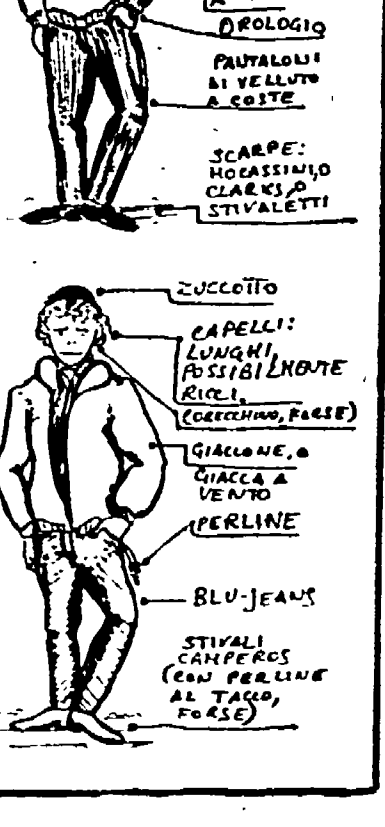 OROLOGIO
PANTALONI
DI VELLUTO
A COSTE
SCARPE:
MOCASSINI, O
CLARKS, O
STIVALETTI
ZUCCOTTO
CAPELLI:
LUNGHI,
POSSIBILMENTE
RICCI.
(ORECCHINO, FORSE)
GIACCONE, O
GIACCA A
VENTO
PERLINE
BLU-JEANS
STIVALI
CAMPEROS
(CON PERLINE
AL TACCO,
FORSE)